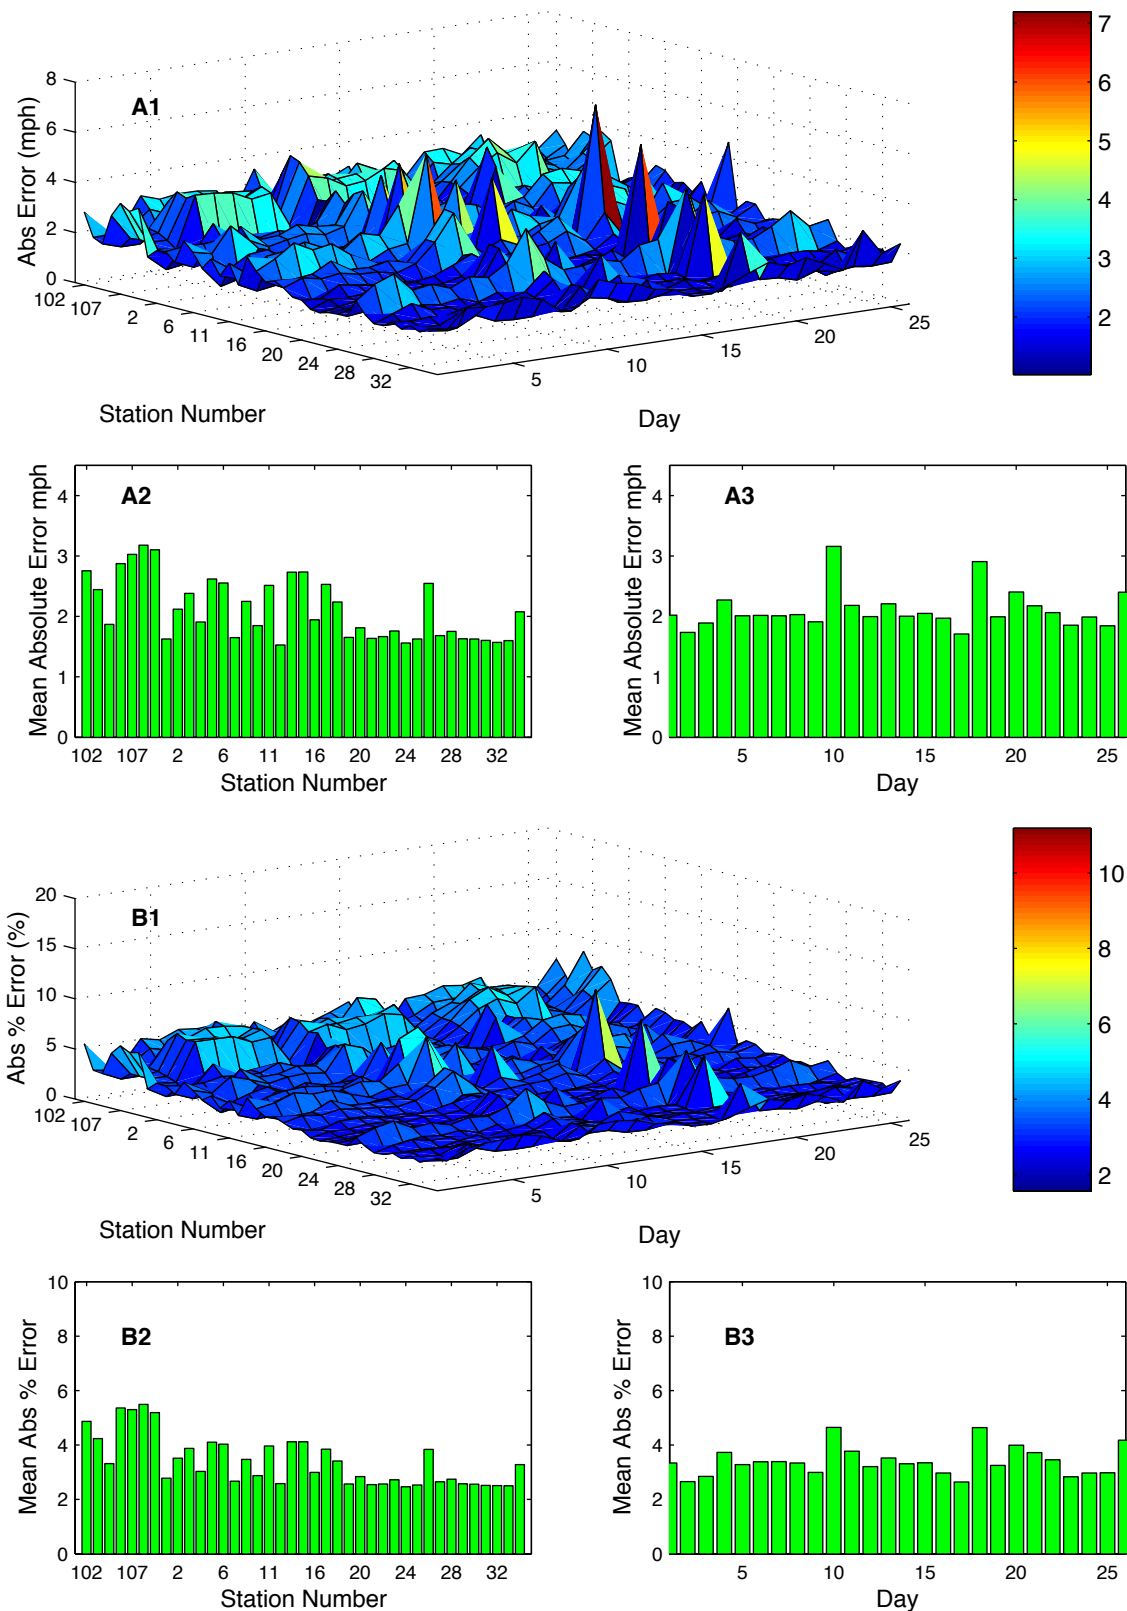 A1
Abs Error (mph)
8
6
4
2
0
102 107 2 6 11 16 20 24 28 32
5 10 15 20 25
Station Number
Day
7
6
5
4
3
2
A2
Mean Absolute Error mph
4
3
2
1
0
102 107 2 6 11 16 20 24 28 32
Station Number
A3
Mean Absolute Error mph
4
3
2
1
0
5 10 15 20 25
Day
B1
Abs % Error (%)
20
15
10
5
0
102 107 2 6 11 16 20 24 28 32
5 10 15 20 25
Station Number
Day
10
8
6
4
2
B2
Mean Abs % Error
10
8
6
4
2
0
102 107 2 6 11 16 20 24 28 32
Station Number
B3
Mean Abs % Error
10
8
6
4
2
0
5 10 15 20 25
Day